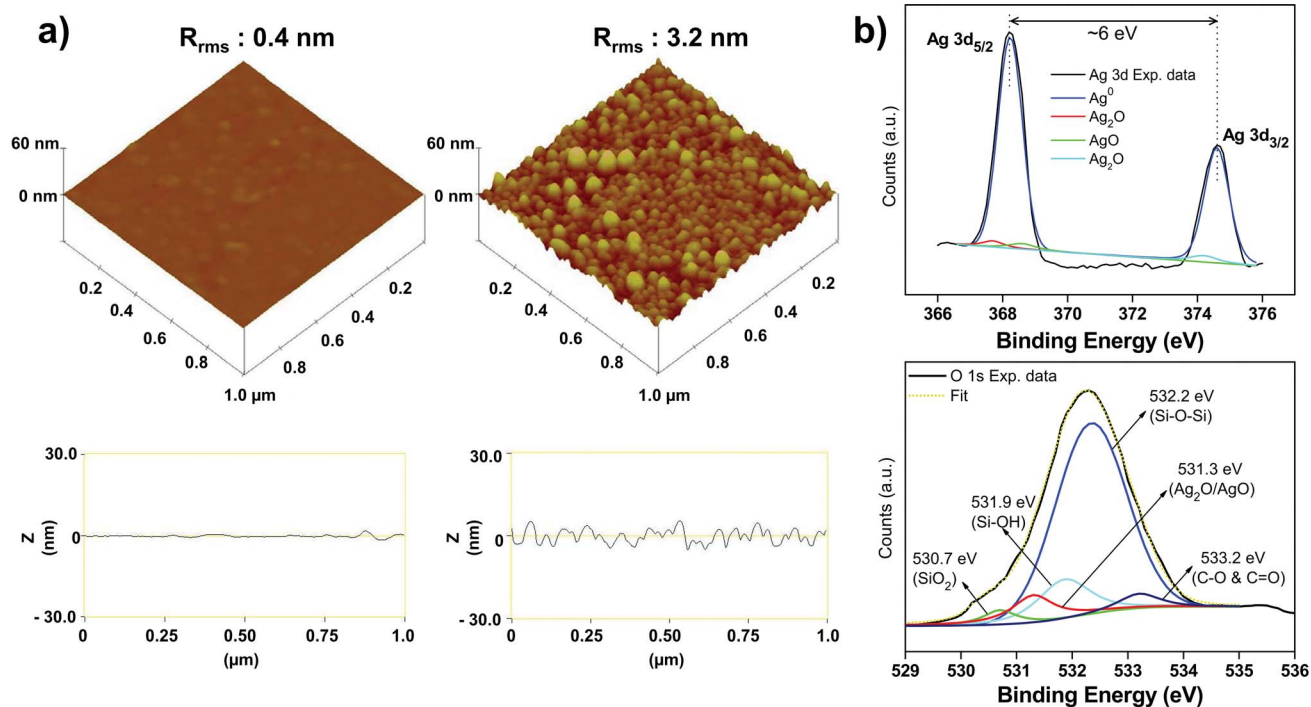 a)
R_rms : 0.4 nm
60 nm
0 nm
0.2
0.4
0.6
0.8
0.2
0.4
0.6
0.8
1.0 µm
R_rms : 3.2 nm
60 nm
0 nm
0.2
0.4
0.6
0.8
0.2
0.4
0.6
0.8
1.0 µm
30.0
0
- 30.0
Z
(nm)
0
0.25
0.50
0.75
1.0
(µm)
30.0
0
- 30.0
Z
(nm)
0
0.25
0.50
0.75
1.0
(µm)
b)
~6 eV
Ag 3d5/2
Ag 3d Exp. data
Ag⁰
Ag₂O
AgO
Ag₂O
Ag 3d3/2
Counts (a.u.)
366 368 370 372 374 376
Binding Energy (eV)
O 1s Exp. data
Fit
532.2 eV
(Si-O-Si)
531.3 eV
(Ag₂O/AgO)
531.9 eV
(Si-OH)
530.7 eV
(SiO₂)
533.2 eV
(C-O & C=O)
Counts (a.u.)
529 530 531 532 533 534 535 536
Binding Energy (eV)